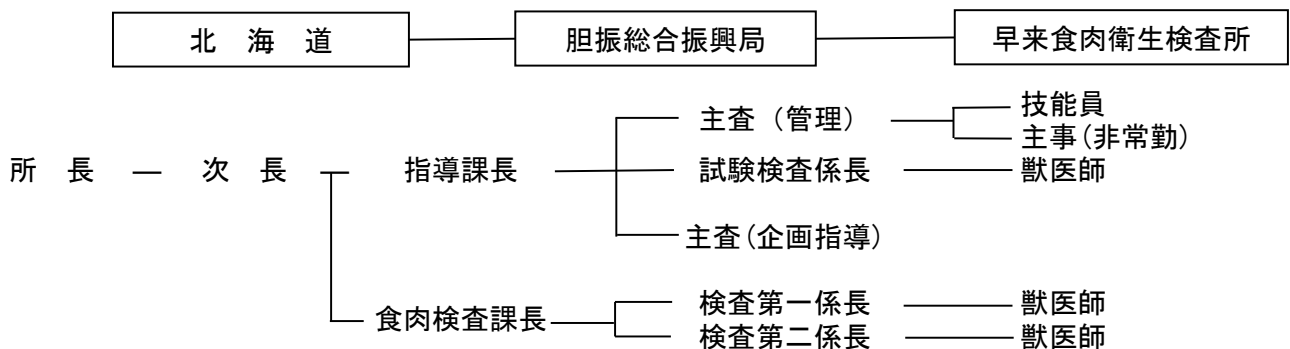 北 海 道 胆振総合振興局 早来食肉衛生検査所
技能員
主査（管理）
主事(非常勤)
所 長 次 長 指導課長 試験検査係長 獣医師
主査(企画指導)
検査第一係長 獣医師
食肉検査課長
検査第二係長 獣医師